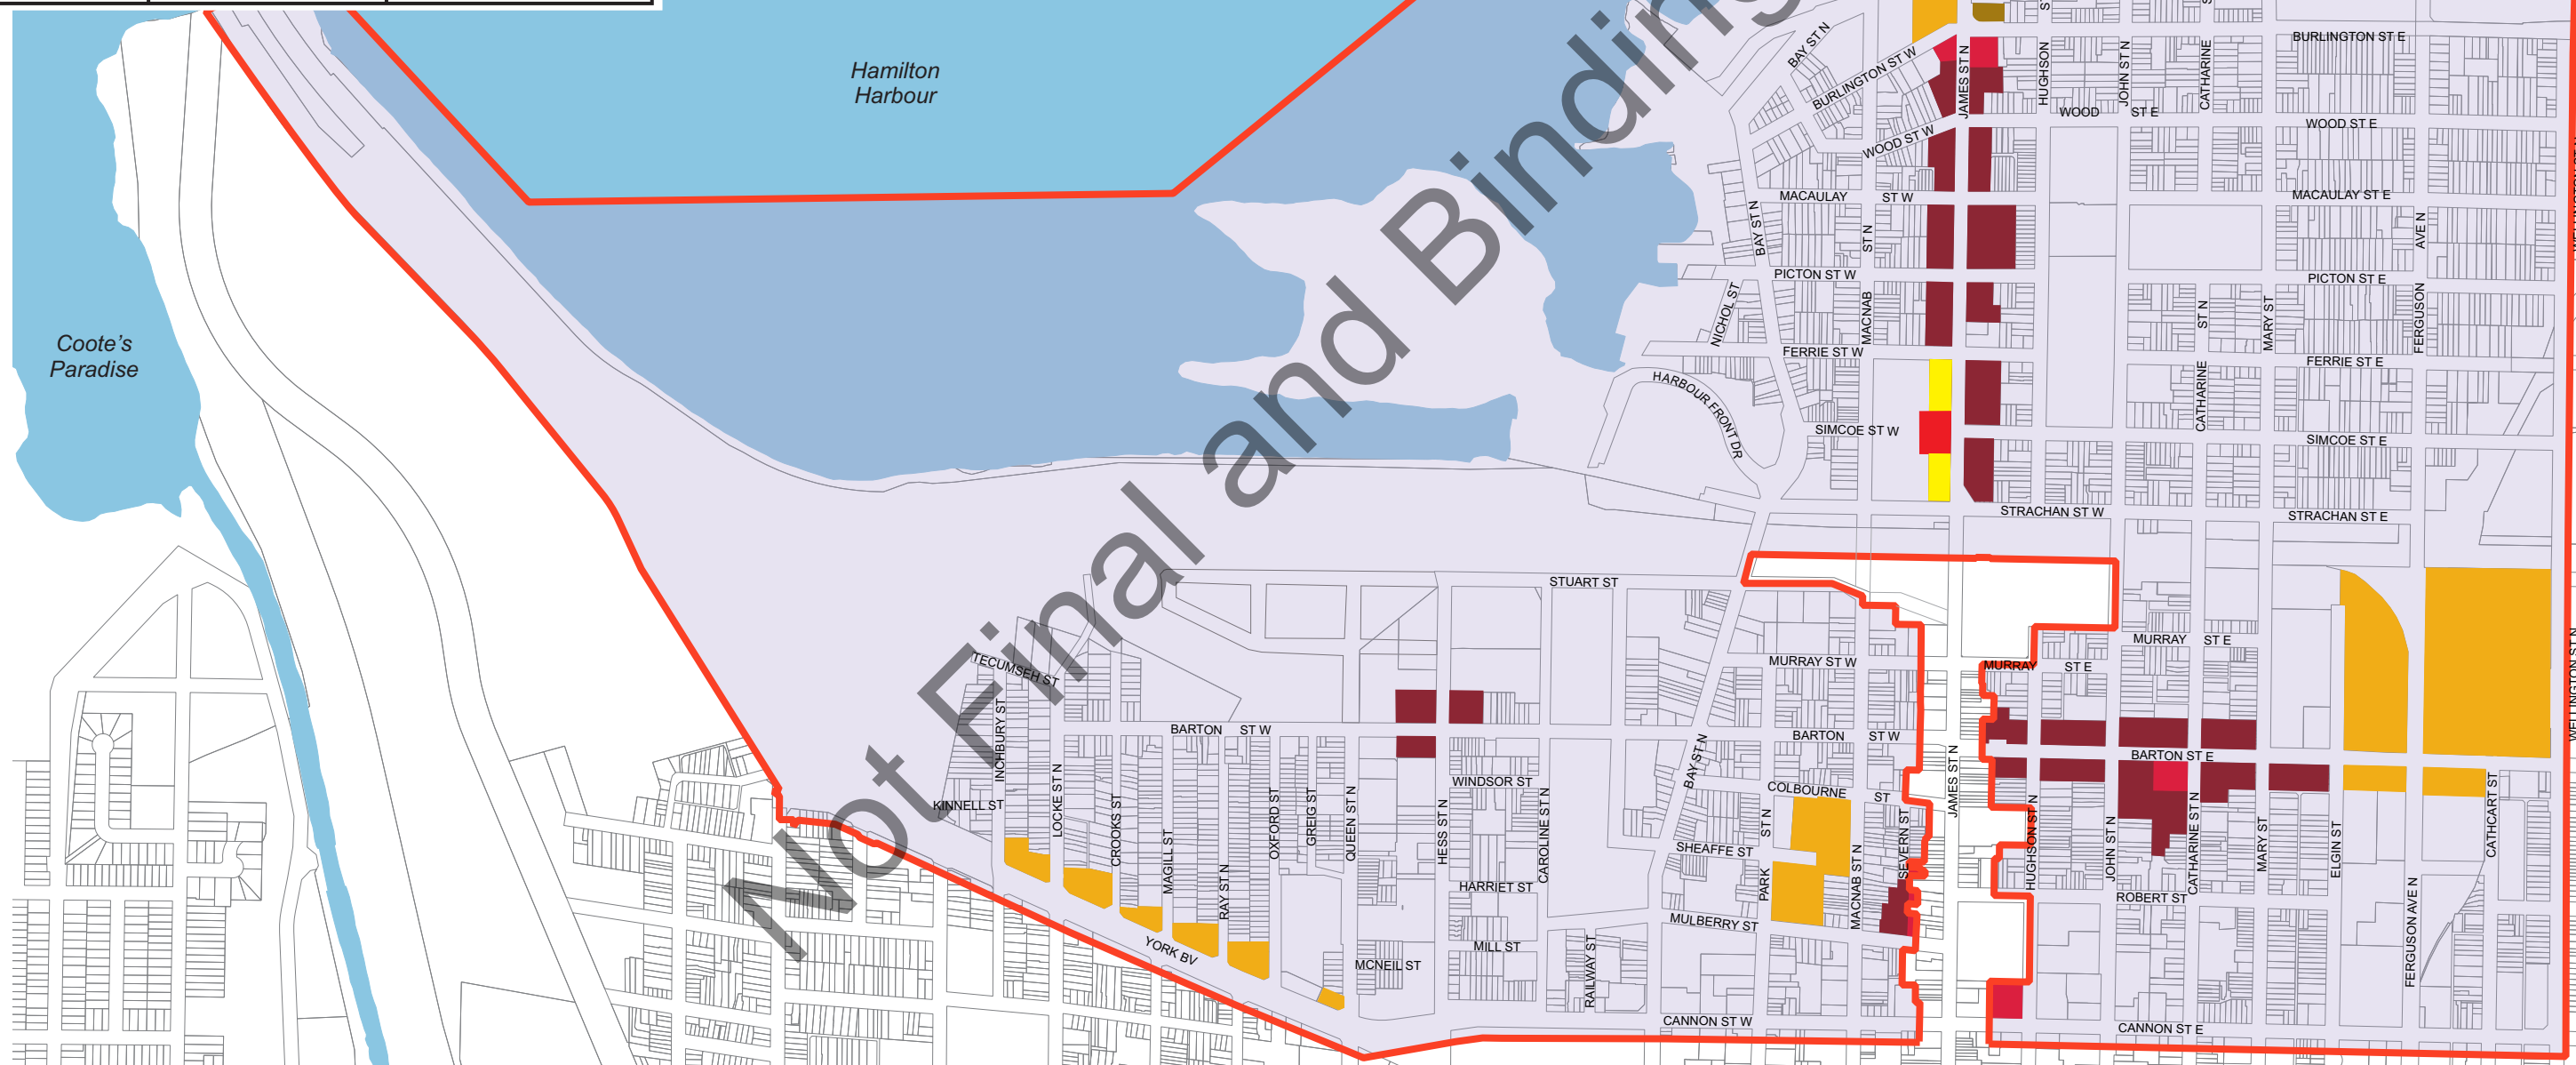 Hamilton
Harbour
Coote's
Paradise
Not Final and Binding
BAY ST N
BURLINGTON ST W
JAMES ST N
HUGHSON
JOHN ST N
CATHARINE
BURLINGTON ST E
WOOD ST E
WOOD ST E
WOOD ST W
MACAULAY ST W
MACAULAY ST E
BAY ST N
ST N
AVE N
PICTON ST W
PICTON ST E
NICHOL ST
MACNAB
ST N
MARY ST
FERGUSON
FERRIE ST W
FERRIE ST E
HARBOUR FRONT DR
CATHARINE
SIMCOE ST W
SIMCOE ST E
STRACHAN ST W
STRACHAN ST E
STUART ST
MURRAY ST E
MURRAY ST W
MURRAY ST E
TECUMSEH ST
WELLINGTON ST N
INCHBURY ST
BARTON ST W
BARTON ST W
BARTON ST E
BAY ST N
JAMES ST N
WINDSOR ST
COLBOURNE ST
KINNELL ST
LOCKE ST N
CROOKS ST
MAGILL ST
RAY ST N
OXFORD ST
GREIG ST
QUEEN ST N
HESS ST N
CAROLINE ST N
SHEAFFE ST
PARK ST N
MACNAB ST N
SEVERN ST
HUGHSON ST N
JOHN ST N
CATHARINE ST N
MARY ST
ELGIN ST
CATHCART ST
HARRIET ST
ROBERT ST
MULBERRY ST
FERGUSON AVE N
YORK BV
MILL ST
MCNEIL ST
RAILWAY ST
CANNON ST W
CANNON ST E